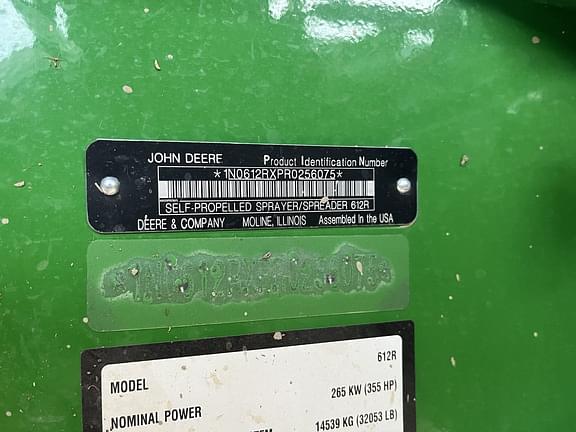 JOHN DEERE Product Identification Number
*1N0612RXPR0256075*
SELF-PROPELLED SPRAYER/SPREADER 612R
DEERE & COMPANY MOLINE, ILLINOIS Assembled in the USA
MODEL 612R
NOMINAL POWER 265 KW (355 HP)
14539 KG (32053 LB)